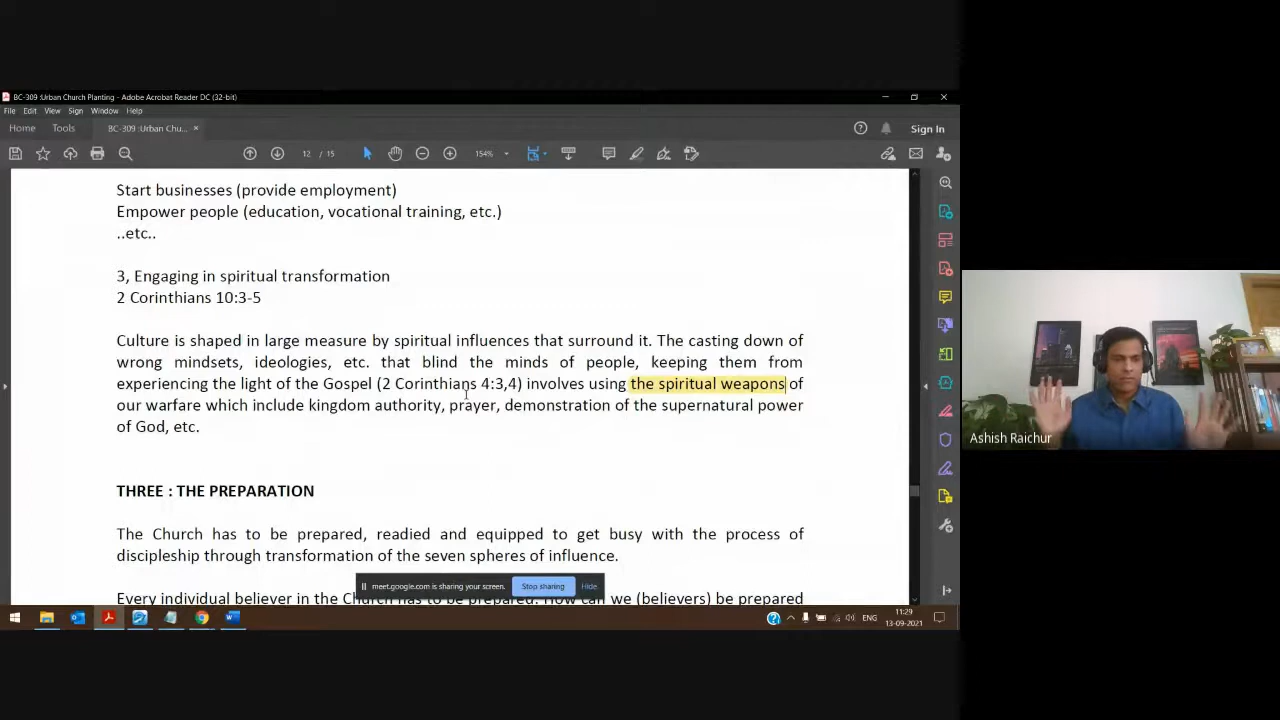 BC-309 :Urban Church Planting - Adobe Acrobat Reader DC (32-bit)
File Edit View Sign Window Help
Home Tools BC-309 :Urban Chu... × Sign In
12 / 15 154%
Start businesses (provide employment)
Empower people (education, vocational training, etc.)
..etc..
3, Engaging in spiritual transformation
2 Corinthians 10:3-5
Culture is shaped in large measure by spiritual influences that surround it. The casting down of
wrong mindsets, ideologies, etc. that blind the minds of people, keeping them from
experiencing the light of the Gospel (2 Corinthians 4:3,4) involves using the spiritual weapons of
our warfare which include kingdom authority, prayer, demonstration of the supernatural power
of God, etc.
Ashish Raichur
THREE : THE PREPARATION
The Church has to be prepared, readied and equipped to get busy with the process of
discipleship through transformation of the seven spheres of influence.
meet.google.com is sharing your screen. Stop sharing Hide
Every individual believer in the Church has to be prepared. How can we (believers) be prepared
ENG 11:29
13-09-2021